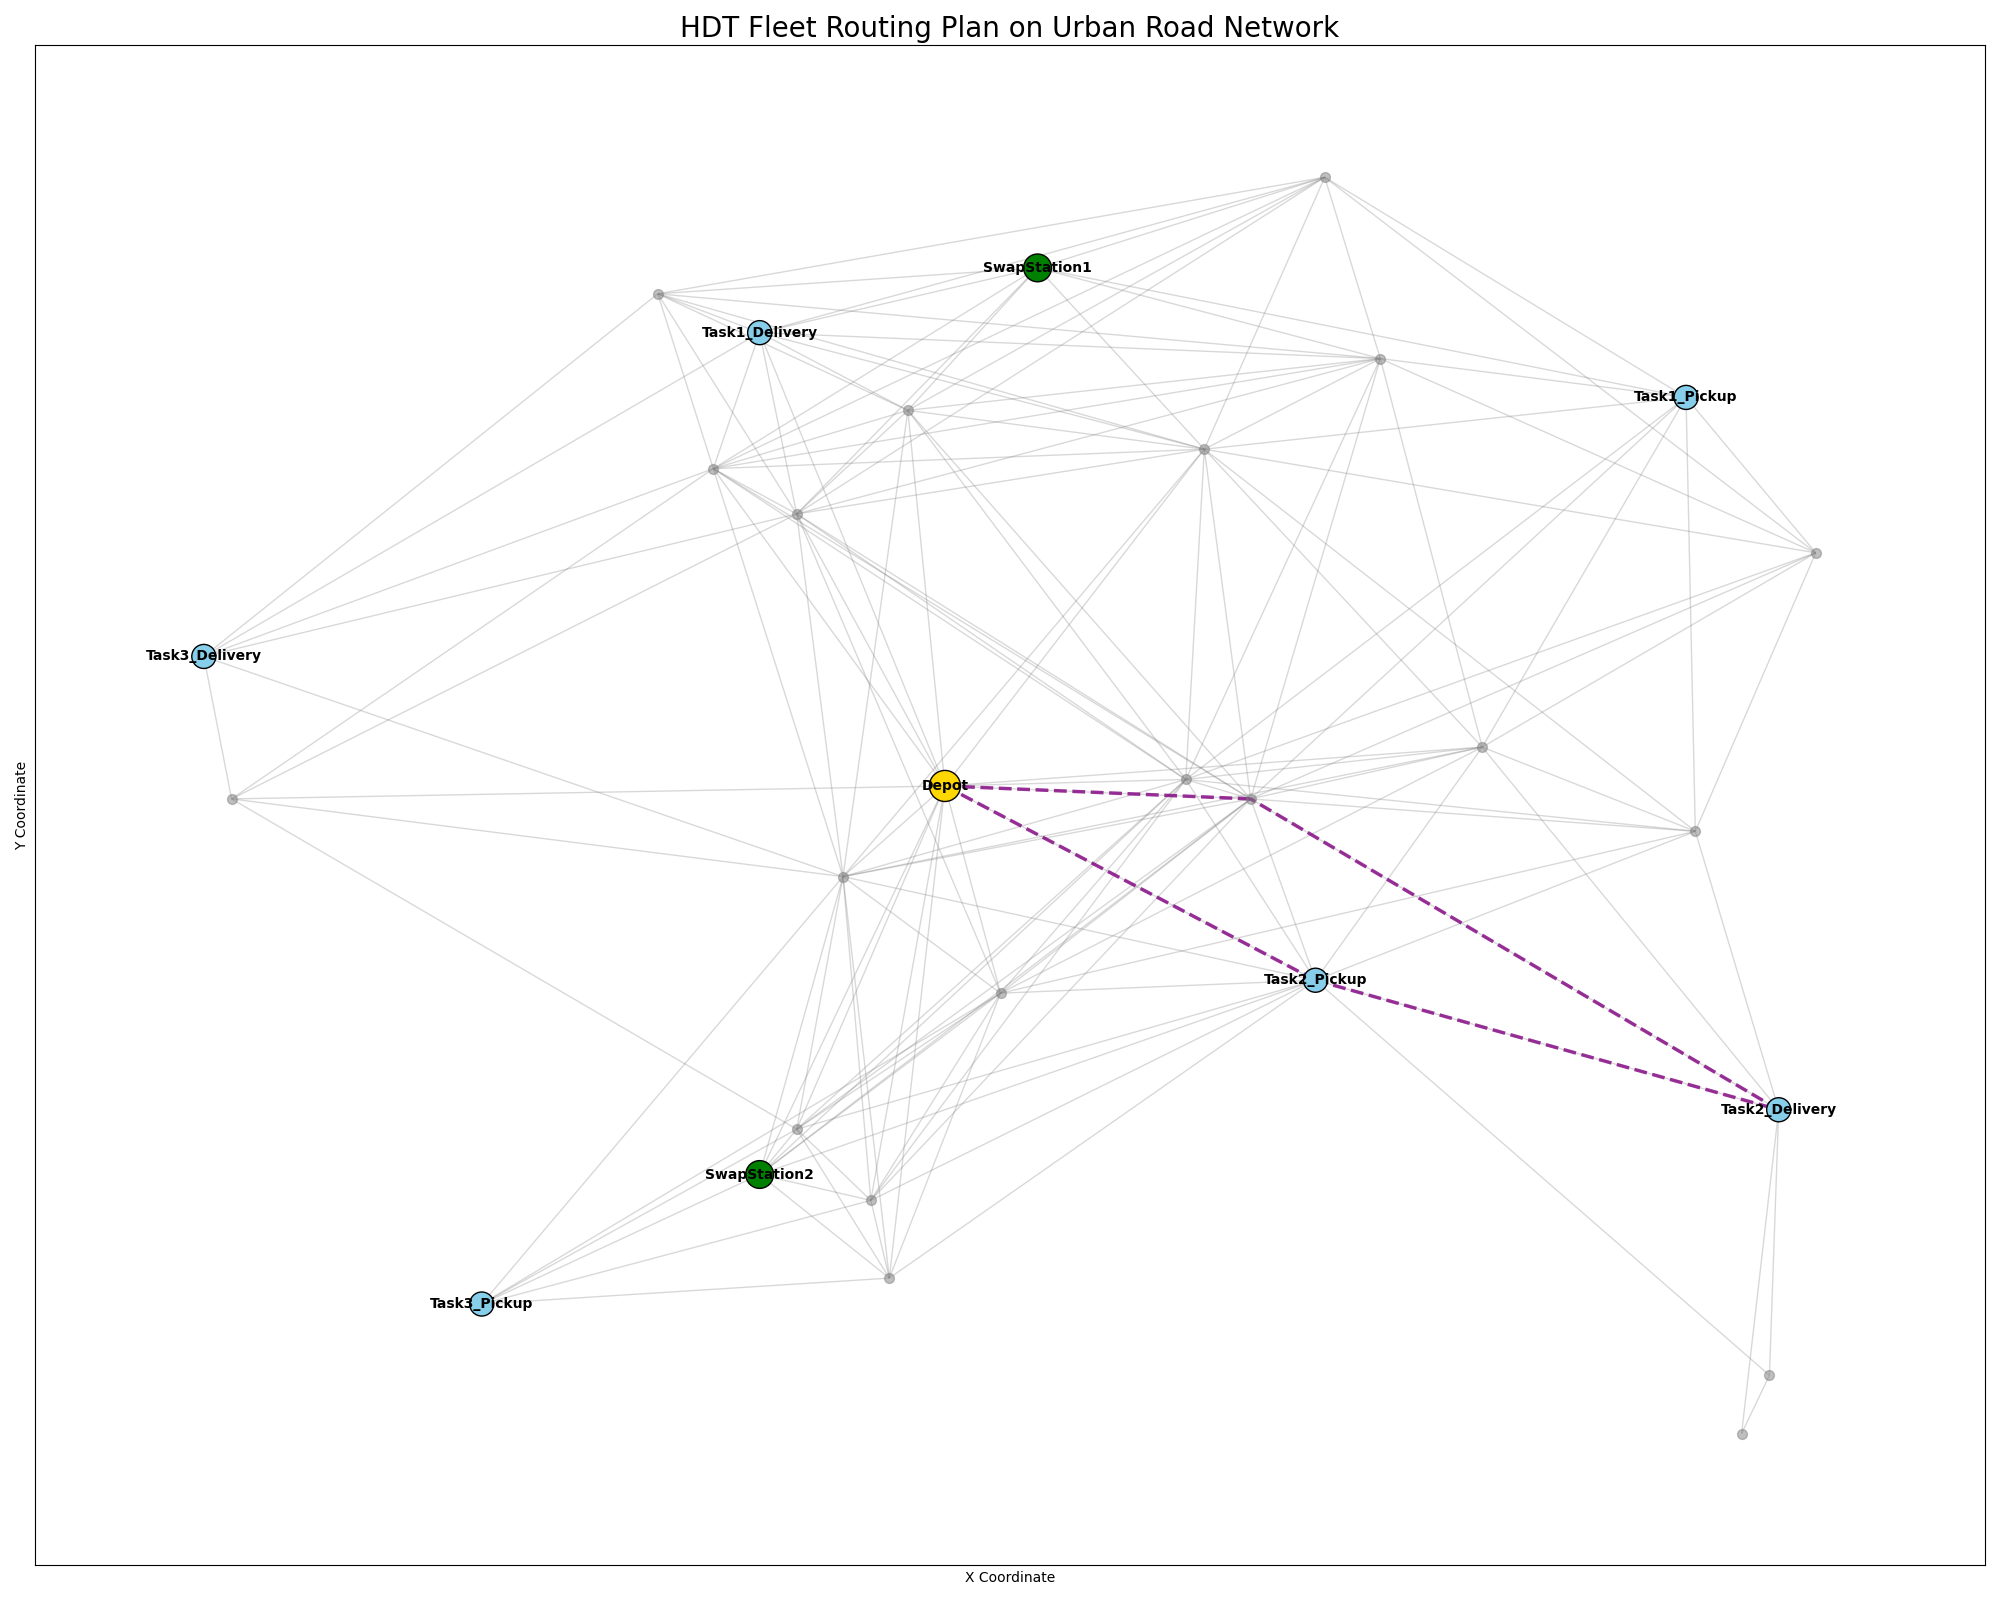 HDT Fleet Routing Plan on Urban Road Network
SwapStation1
Task1_Delivery
Task1_Pickup
Task3_Delivery
Depot
Task2_Pickup
Task2_Delivery
SwapStation2
Task3_Pickup
Y Coordinate
X Coordinate